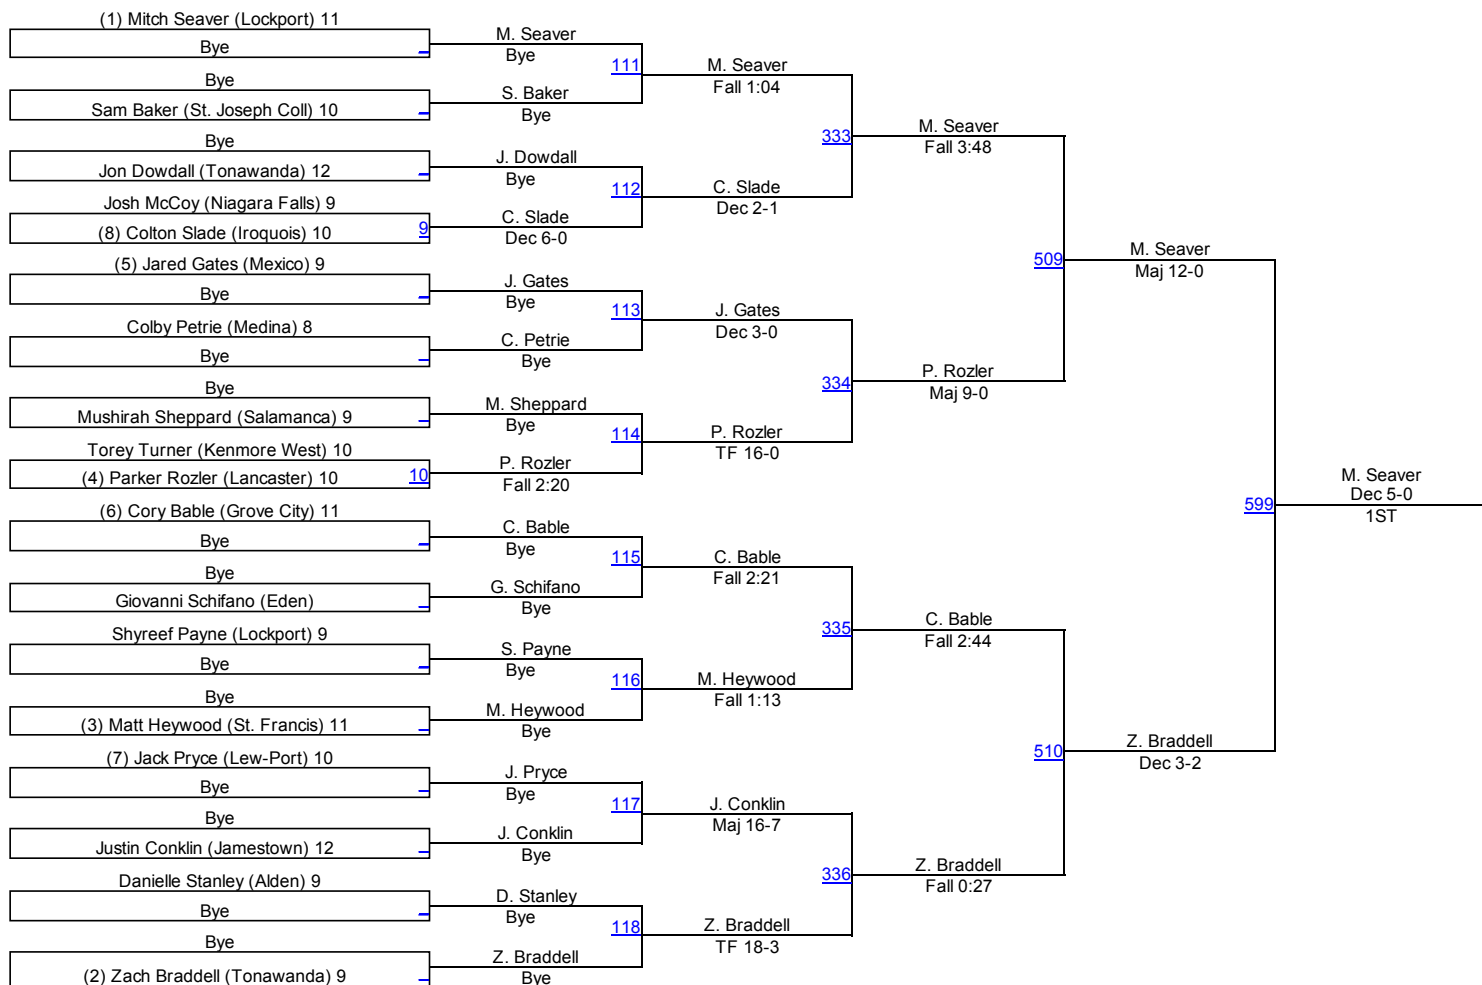 (1) Mitch Seaver (Lockport) 11
Bye
Bye
Sam Baker (St. Joseph Coll) 10
Bye
Jon Dowdall (Tonawanda) 12
Josh McCoy (Niagara Falls) 9
(8) Colton Slade (Iroquois) 10
9
(5) Jared Gates (Mexico) 9
Bye
Colby Petrie (Medina) 8
Bye
Bye
Mushirah Sheppard (Salamanca) 9
Torey Turner (Kenmore West) 10
(4) Parker Rozler (Lancaster) 10
10
(6) Cory Bable (Grove City) 11
Bye
Bye
Giovanni Schifano (Eden)
Shyreef Payne (Lockport) 9
Bye
Bye
(3) Matt Heywood (St. Francis) 11
(7) Jack Pryce (Lew-Port) 10
Bye
Bye
Justin Conklin (Jamestown) 12
Danielle Stanley (Alden) 9
Bye
Bye
(2) Zach Braddell (Tonawanda) 9
M. Seaver
Bye
111
S. Baker
Bye
J. Dowdall
Bye
112
C. Slade
Dec 6-0
J. Gates
Bye
113
C. Petrie
Bye
M. Sheppard
Bye
114
P. Rozler
Fall 2:20
C. Bable
Bye
115
G. Schifano
Bye
S. Payne
Bye
116
M. Heywood
Bye
J. Pryce
Bye
117
J. Conklin
Bye
D. Stanley
Bye
118
Z. Braddell
Bye
M. Seaver
Fall 1:04
333
C. Slade
Dec 2-1
J. Gates
Dec 3-0
334
P. Rozler
TF 16-0
C. Bable
Fall 2:21
335
M. Heywood
Fall 1:13
J. Conklin
Maj 16-7
336
Z. Braddell
TF 18-3
M. Seaver
Fall 3:48
509
P. Rozler
Maj 9-0
C. Bable
Fall 2:44
510
Z. Braddell
Fall 0:27
M. Seaver
Maj 12-0
599
Z. Braddell
Dec 3-2
M. Seaver
Dec 5-0
1ST